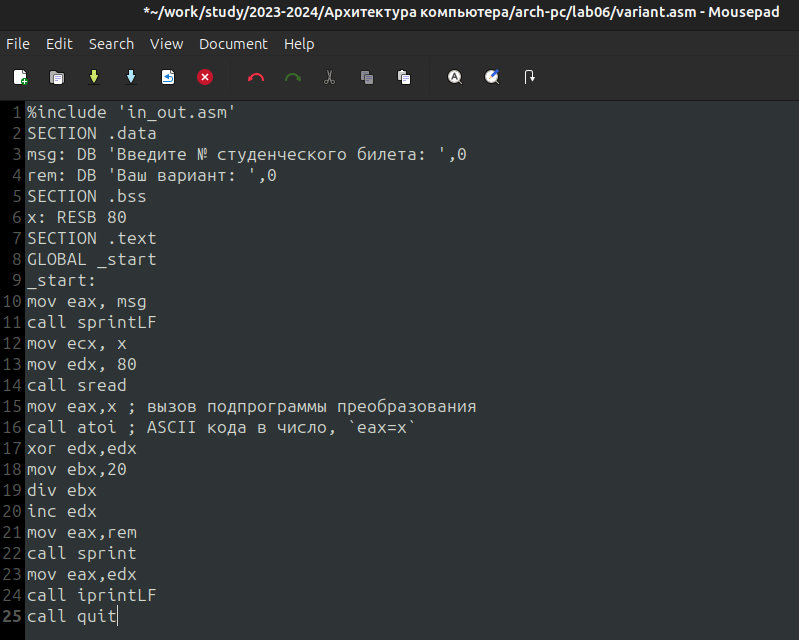 *~/work/study/2023-2024/Архитектура компьютера/arch-pc/lab06/variant.asm - Mousepad
File Edit Search View Document Help
1 %include 'in_out.asm'
2 SECTION .data
3 msg: DB 'Введите № студенческого билета: ',0
4 rem: DB 'Ваш вариант: ',0
5 SECTION .bss
6 x: RESB 80
7 SECTION .text
8 GLOBAL _start
9 _start:
10 mov eax, msg
11 call sprintLF
12 mov ecx, x
13 mov edx, 80
14 call sread
15 mov eax,x ; вызов подпрограммы преобразования
16 call atoi ; ASCII кода в число, `eax=x`
17 xor edx,edx
18 mov ebx,20
19 div ebx
20 inc edx
21 mov eax,rem
22 call sprint
23 mov eax,edx
24 call iprintLF
25 call quit